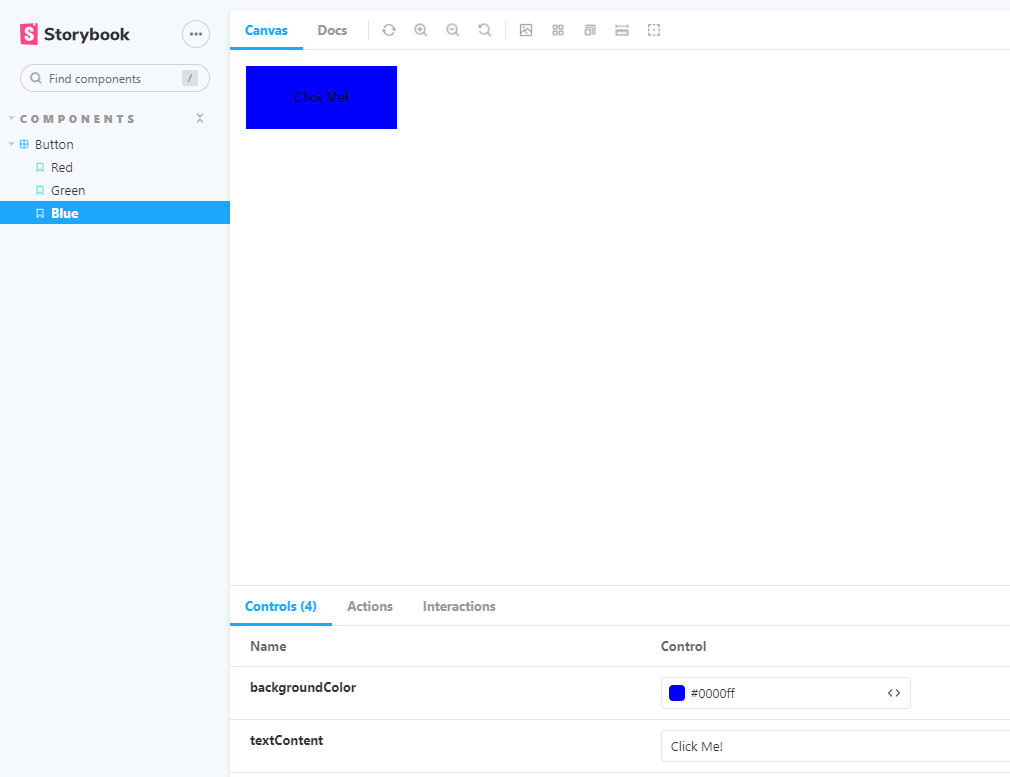 Storybook
Find components /
COMPONENTS
Button
Red
Green
Blue
Canvas Docs
Click Me!
Controls (4) Actions Interactions
Name Control
backgroundColor #0000ff
textContent Click Me!